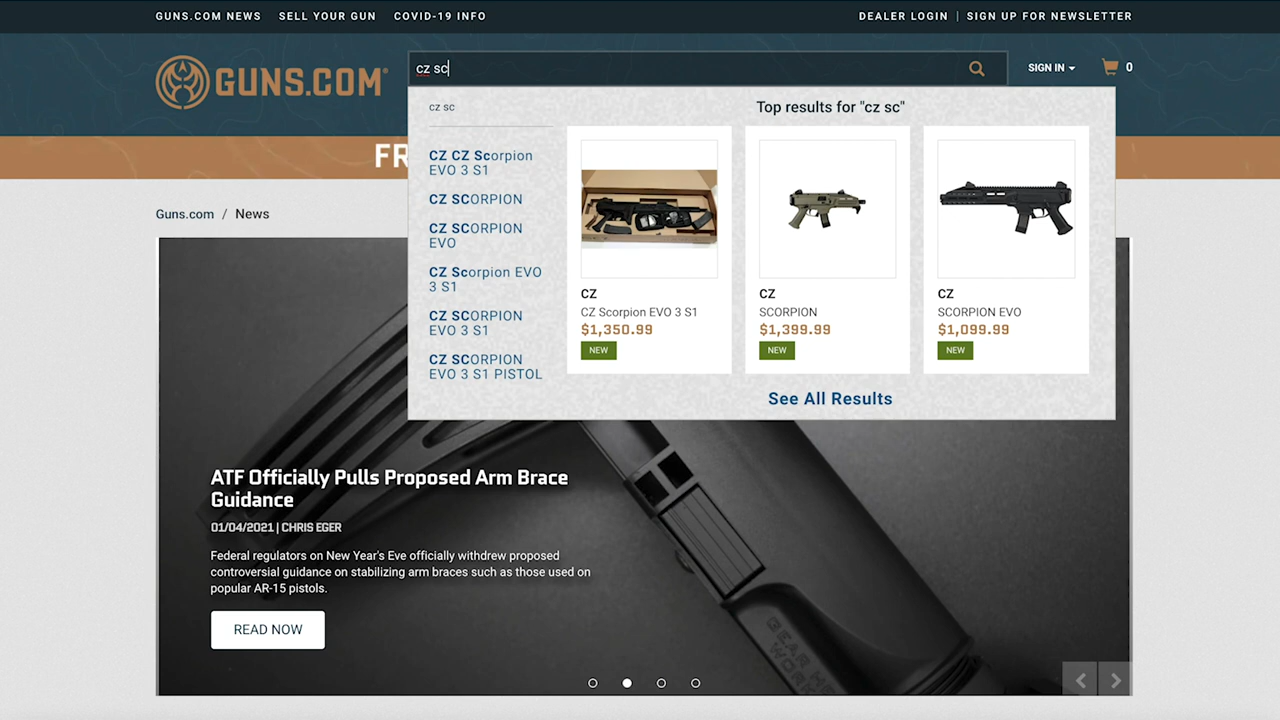 GUNS.COM NEWS SELL YOUR GUN COVID-19 INFO DEALER LOGIN | SIGN UP FOR NEWSLETTER
GUNS.COM®
cz sc
SIGN IN
0
FR
cz sc
CZ CZ Scorpion
EVO 3 S1
CZ SCORPION
CZ SCORPION
EVO
CZ Scorpion EVO
3 S1
CZ SCORPION
EVO 3 S1
CZ SCORPION
EVO 3 S1 PISTOL
Top results for "cz sc"
CZ
CZ Scorpion EVO 3 S1
$1,350.99
NEW
CZ
SCORPION
$1,399.99
NEW
CZ
SCORPION EVO
$1,099.99
NEW
See All Results
Guns.com / News
ATF Officially Pulls Proposed Arm Brace
Guidance
01/04/2021 | CHRIS EGER
Federal regulators on New Year's Eve officially withdrew proposed
controversial guidance on stabilizing arm braces such as those used on
popular AR-15 pistols.
READ NOW